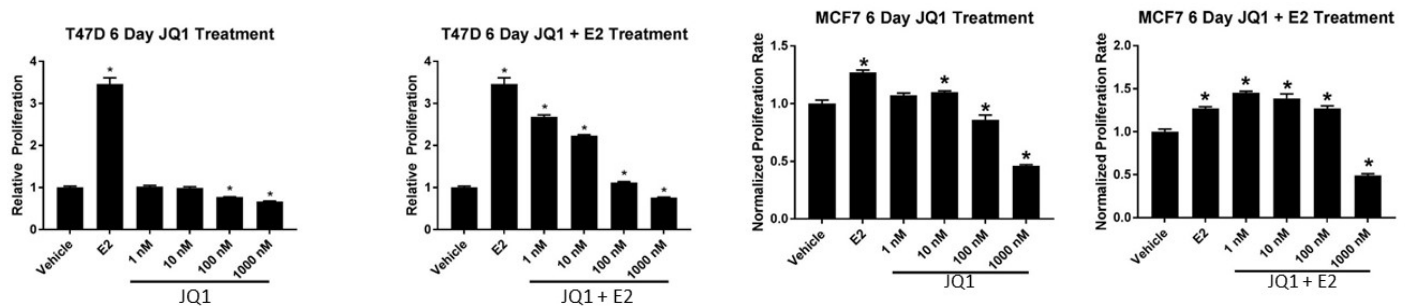 T47D 6 Day JQ1 Treatment
Relative Proliferation
4
3
2
1
0
*
*
*
Vehicle
E2
1 nM
10 nM
100 nM
1000 nM
JQ1
T47D 6 Day JQ1 + E2 Treatment
Relative Proliferation
4
3
2
1
0
*
*
*
*
*
Vehicle
E2
1 nM
10 nM
100 nM
1000 nM
JQ1 + E2
MCF7 6 Day JQ1 Treatment
Normalized Proliferation Rate
1.5
1.0
0.5
0.0
*
*
*
*
Vehicle
E2
1 nM
10 nM
100 nM
1000 nM
JQ1
MCF7 6 Day JQ1 + E2 Treatment
Normalized Proliferation Rate
2.0
1.5
1.0
0.5
0.0
*
*
*
*
*
Vehicle
E2
1 nM
10 nM
100 nM
1000 nM
JQ1 + E2